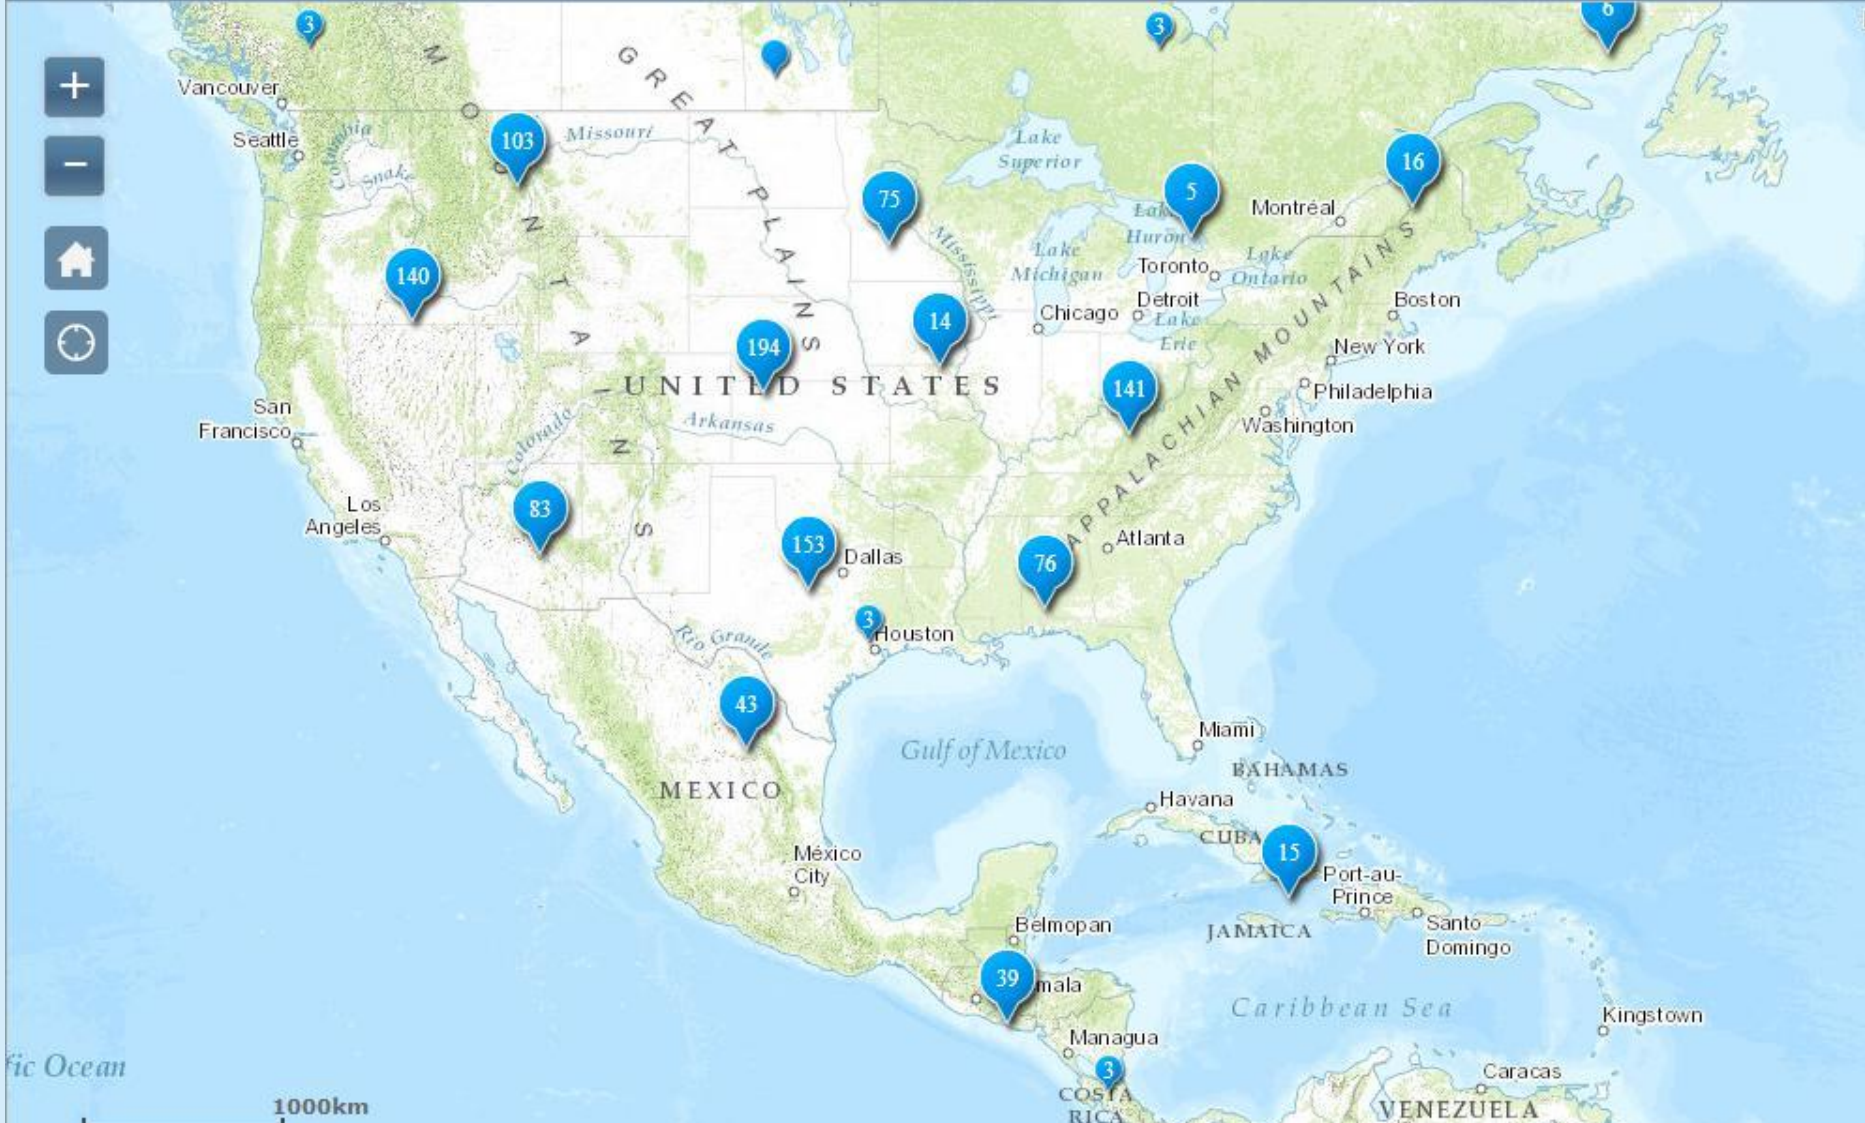 3
3
6
Vancouver
+
Seattle
Columbia
Snake
103
Missouri
MOUNTAINS
GREAT PLAINS
Lake
Superior
75
Mississippi
5
16
Montréal
Lake
Huron
Lake
Michigan
Toronto
Lake
Ontario
−
140
Chicago
Detroit
Lake
Erie
Boston
New York
Philadelphia
Washington
APPALACHIAN MOUNTAINS
14
194
141
UNITED STATES
Arkansas
Colorado
San
Francisco
Los
Angeles
83
153
Dallas
76
Atlanta
3
Houston
Rio Grande
43
Gulf of Mexico
Miami
BAHAMAS
MEXICO
Havana
CUBA
15
México
City
Port-au-
Prince
Belmopan
JAMAICA
Santo
Domingo
39
mala
Caribbean Sea
Kingstown
Managua
3
COSTA
RICA
Caracas
VENEZUELA
fic Ocean
1000km